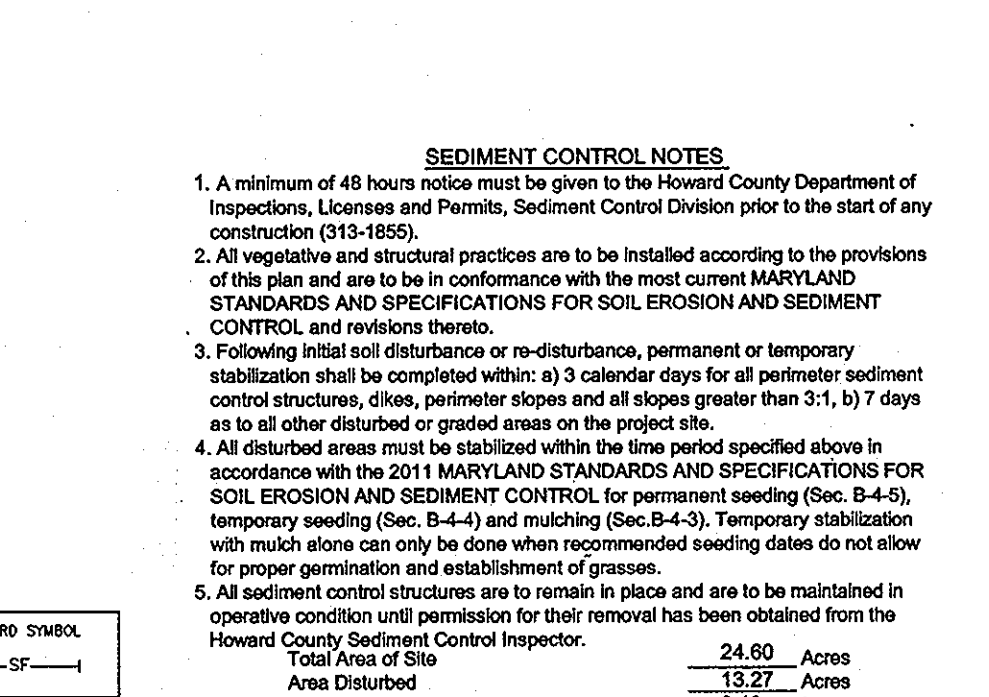 SEDIMENT CONTROL NOTES
1. A minimum of 48 hours notice must be given to the Howard County Department of
Inspections, Licenses and Permits, Sediment Control Division prior to the start of any
construction (313-1855).
2. All vegetative and structural practices are to be installed according to the provisions
of this plan and are to be in conformance with the most current MARYLAND
STANDARDS AND SPECIFICATIONS FOR SOIL EROSION AND SEDIMENT
CONTROL and revisions thereto.
3. Following initial soil disturbance or re-disturbance, permanent or temporary
stabilization shall be completed within: a) 3 calendar days for all perimeter sediment
control structures, dikes, perimeter slopes and all slopes greater than 3:1, b) 7 days
as to all other disturbed or graded areas on the project site.
4. All disturbed areas must be stabilized within the time period specified above in
accordance with the 2011 MARYLAND STANDARDS AND SPECIFICATIONS FOR
SOIL EROSION AND SEDIMENT CONTROL for permanent seeding (Sec. B-4-5),
temporary seeding (Sec. B-4-4) and mulching (Sec.B-4-3). Temporary stabilization
with mulch alone can only be done when recommended seeding dates do not allow
for proper germination and establishment of grasses.
5. All sediment control structures are to remain in place and are to be maintained in
operative condition until permission for their removal has been obtained from the
Howard County Sediment Control Inspector.
Total Area of Site 24.60 Acres
Area Disturbed 13.27 Acres
RD SYMBOL
-SF-